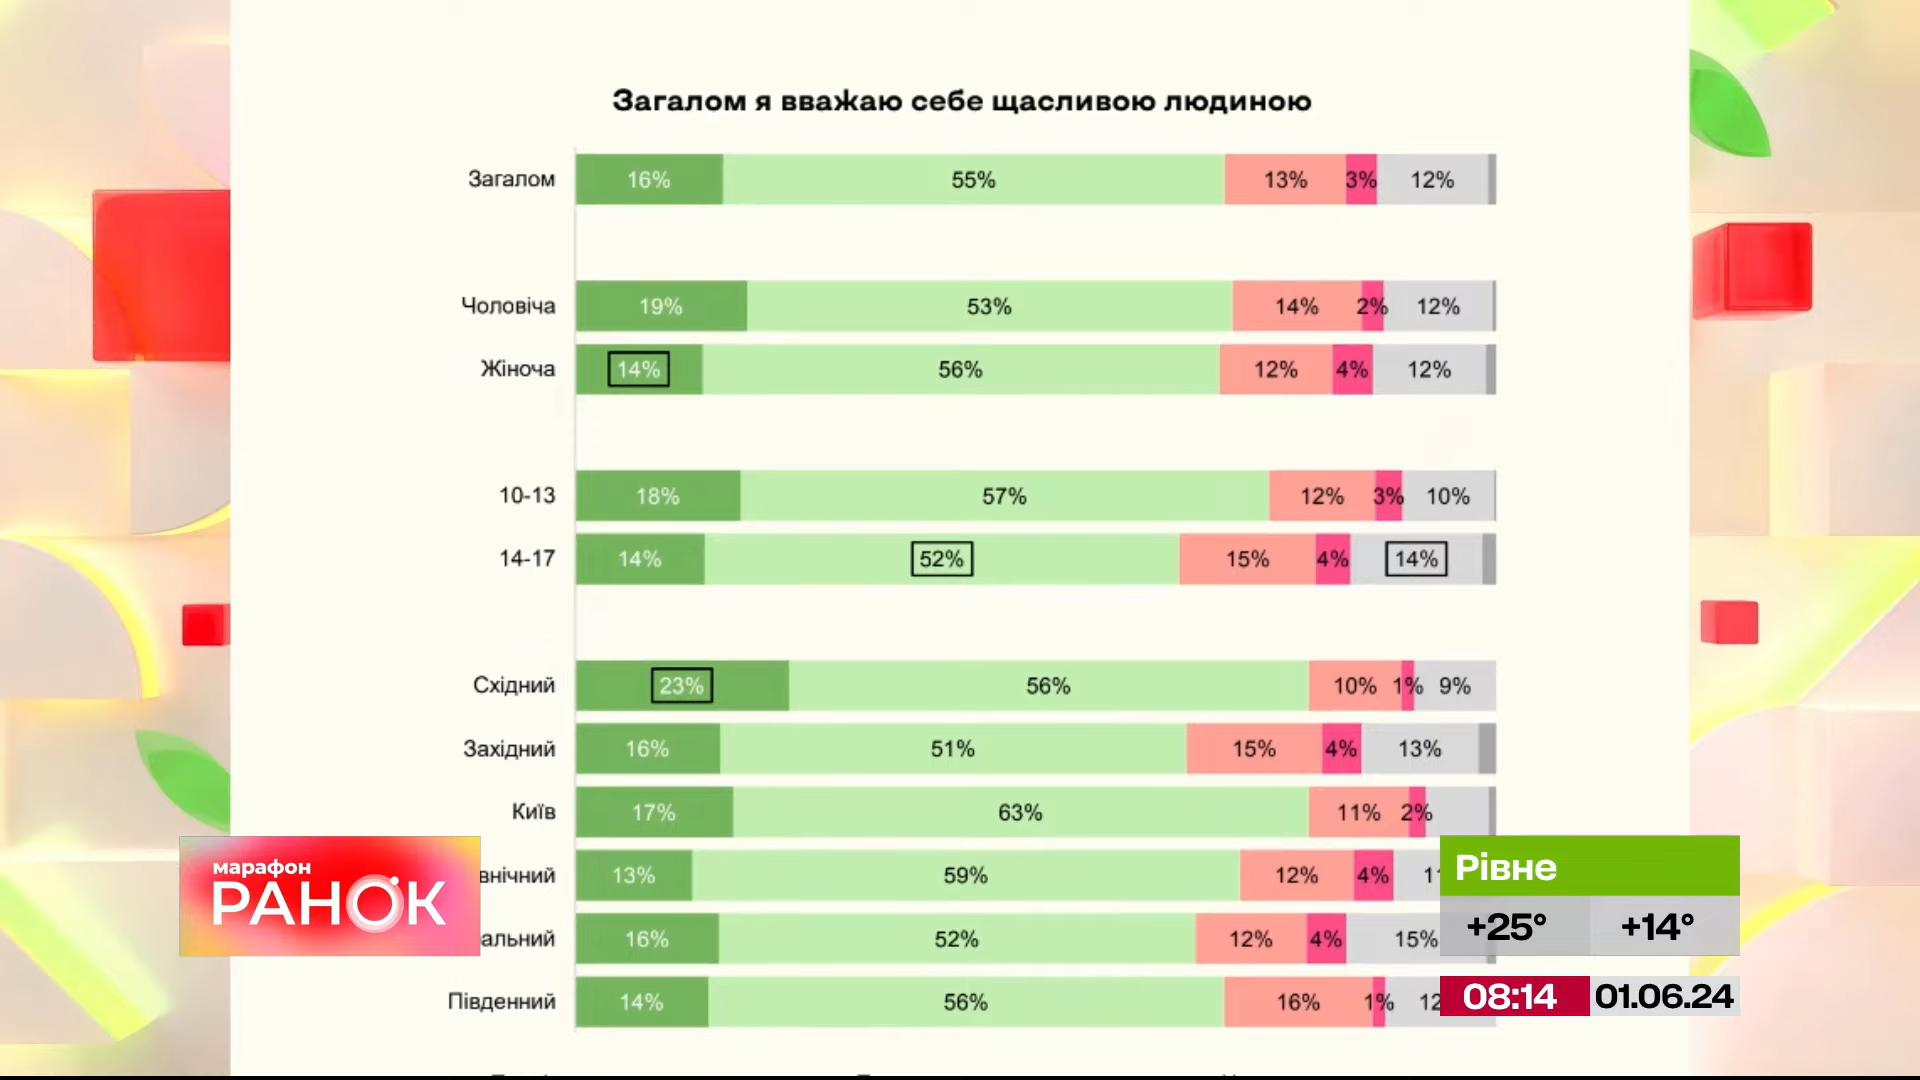 Загалом я вважаю себе щасливою людиною
Загалом 16% 55% 13% 3% 12%
Чоловіча 19% 53% 14% 2% 12%
Жіноча 14% 56% 12% 4% 12%
10-13 18% 57% 12% 3% 10%
14-17 14% 52% 15% 4% 14%
Східний 23% 56% 10% 1% 9%
Західний 16% 51% 15% 4% 13%
Київ 17% 63% 11% 2%
внічний 13% 59% 12% 4% 1
альний 16% 52% 12% 4% 15%
Південний 14% 56% 16% 1% 12
марафон
РАНОК
Рівне
+25° +14°
08:14 01.06.24